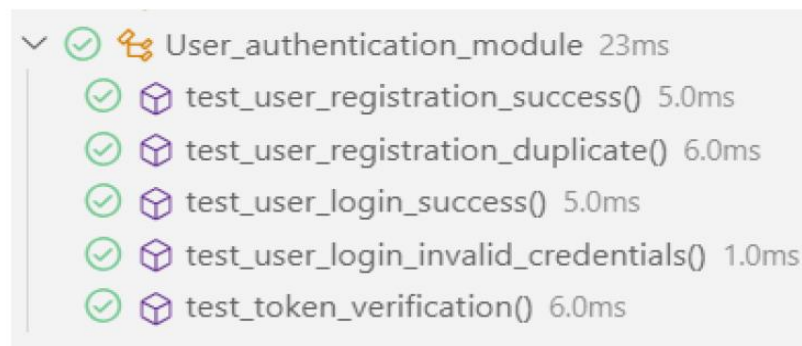 User_authentication_module 23ms
test_user_registration_success() 5.0ms
test_user_registration_duplicate() 6.0ms
test_user_login_success() 5.0ms
test_user_login_invalid_credentials() 1.0ms
test_token_verification() 6.0ms